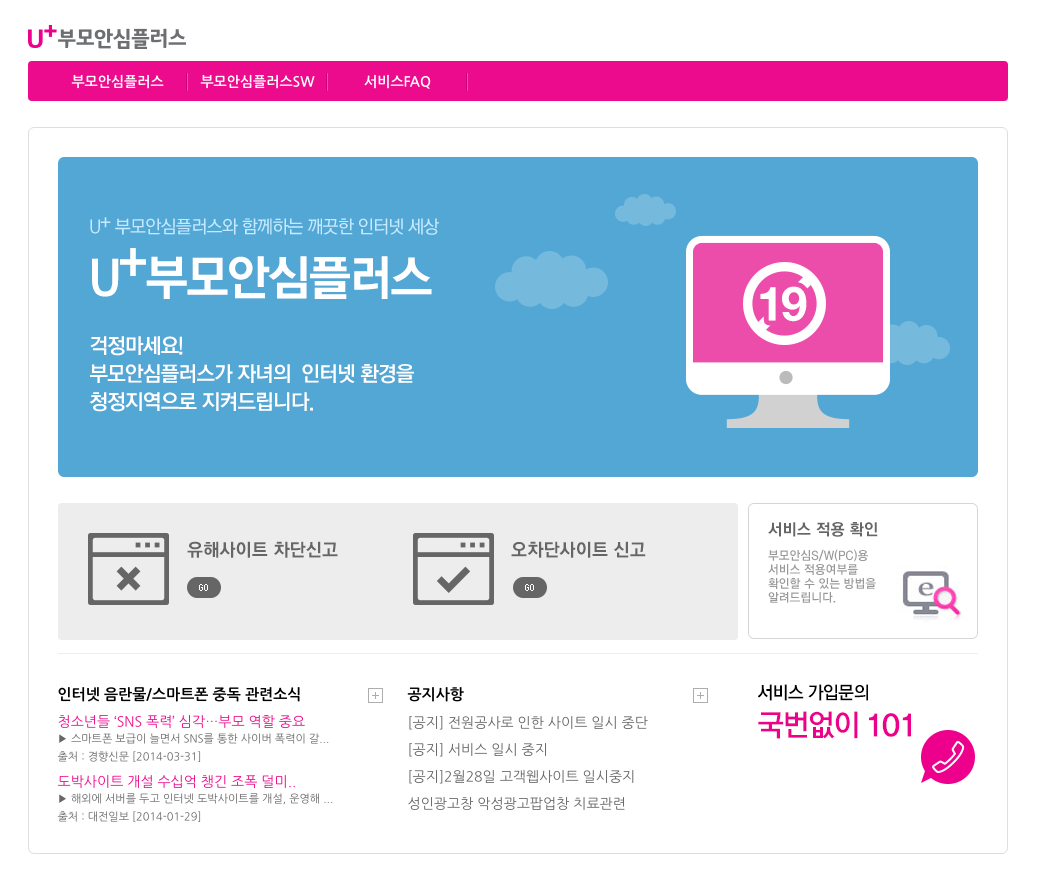 U+부모안심플러스
부모안심플러스 부모안심플러스SW 서비스FAQ
U+ 부모안심플러스와 함께하는 깨끗한 인터넷 세상
U+부모안심플러스
걱정마세요!
부모안심플러스가 자녀의 인터넷 환경을
청정지역으로 지켜드립니다.
19
유해사이트 차단신고
GO
오차단사이트 신고
GO
서비스 적용 확인
부모안심S/W(PC)용
서비스 적용여부를
확인할 수 있는 방법을
알려드립니다.
e
인터넷 음란물/스마트폰 중독 관련소식
청소년들 ‘SNS 폭력’ 심각…부모 역할 중요
▶ 스마트폰 보급이 늘면서 SNS를 통한 사이버 폭력이 갈...
출처 : 경향신문 [2014-03-31]
도박사이트 개설 수십억 챙긴 조폭 덜미..
▶ 해외에 서버를 두고 인터넷 도박사이트를 개설, 운영해 ...
출처 : 대전일보 [2014-01-29]
공지사항
[공지] 전원공사로 인한 사이트 일시 중단
[공지] 서비스 일시 중지
[공지]2월28일 고객웹사이트 일시중지
성인광고창 악성광고팝업창 치료관련
서비스 가입문의
국번없이 101